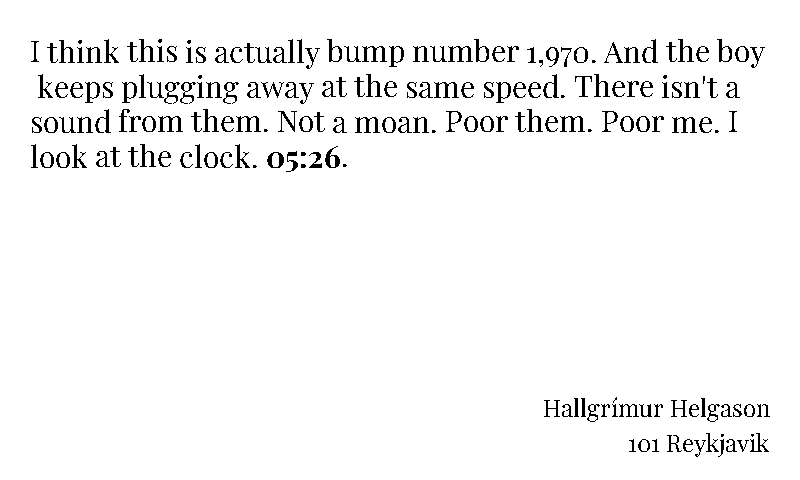 I think this is actually bump number 1,970. And the boy
keeps plugging away at the same speed. There isn't a
sound from them. Not a moan. Poor them. Poor me. I
look at the clock. 05:26.
Hallgrímur Helgason
101 Reykjavik